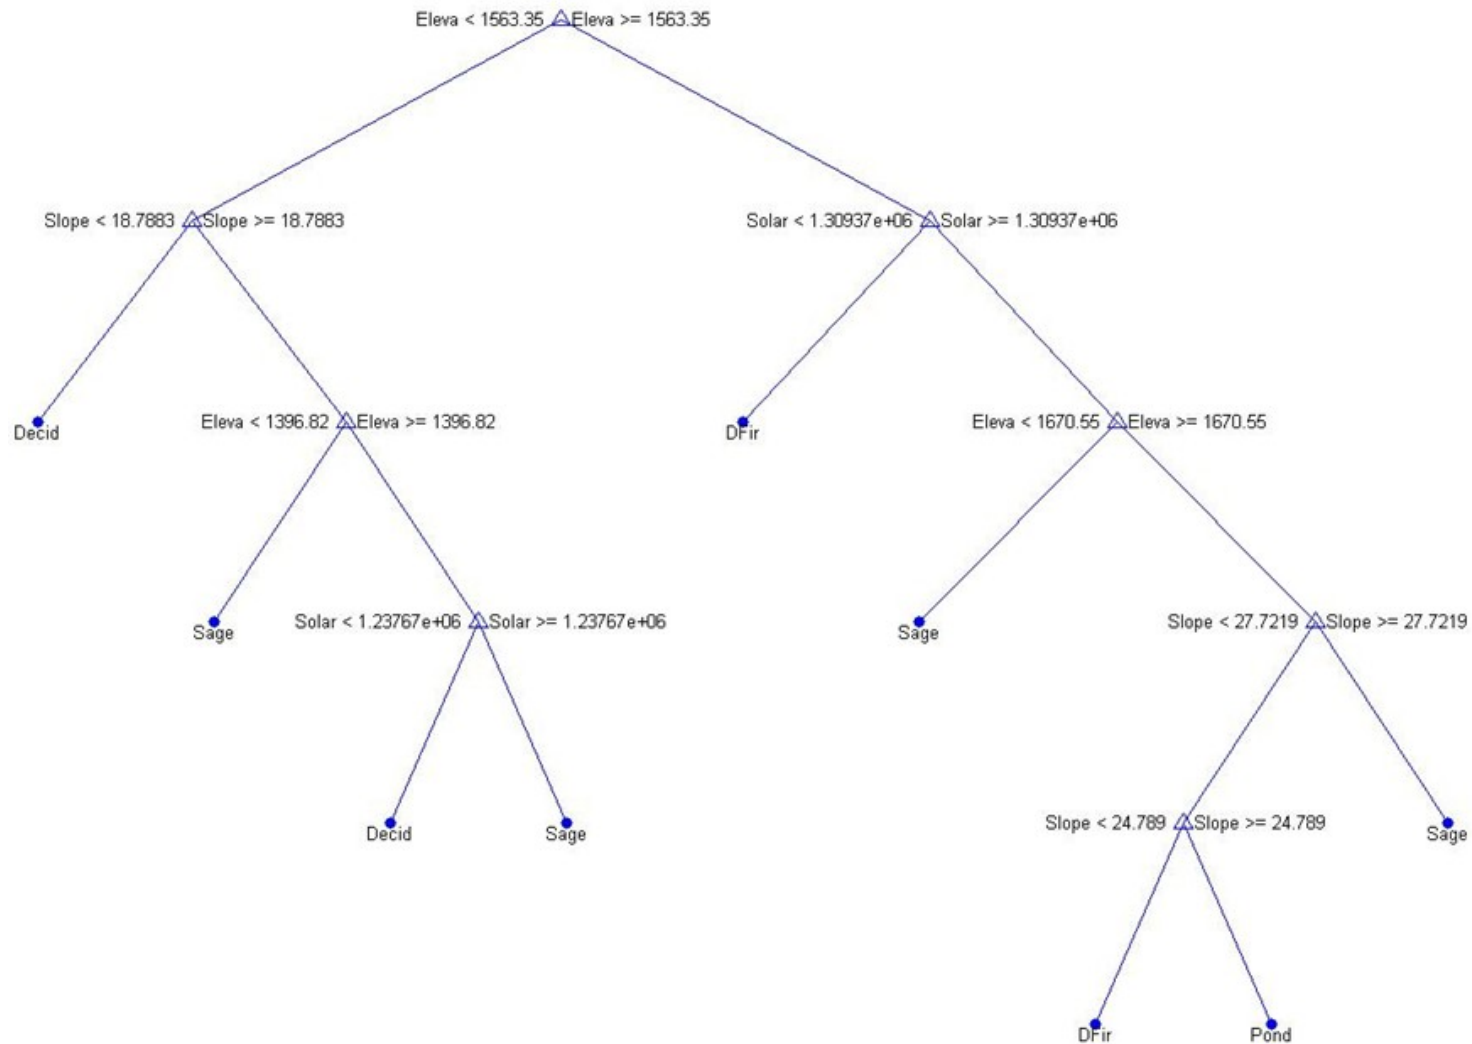 Eleva < 1563.35 Eleva >= 1563.35
Slope < 18.7883 Slope >= 18.7883
Solar < 1.30937e+06 Solar >= 1.30937e+06
Decid
Eleva < 1396.82 Eleva >= 1396.82
DFir
Eleva < 1670.55 Eleva >= 1670.55
Sage
Solar < 1.23767e+06 Solar >= 1.23767e+06
Sage
Slope < 27.7219 Slope >= 27.7219
Decid
Sage
Slope < 24.789 Slope >= 24.789
Sage
DFir
Pond